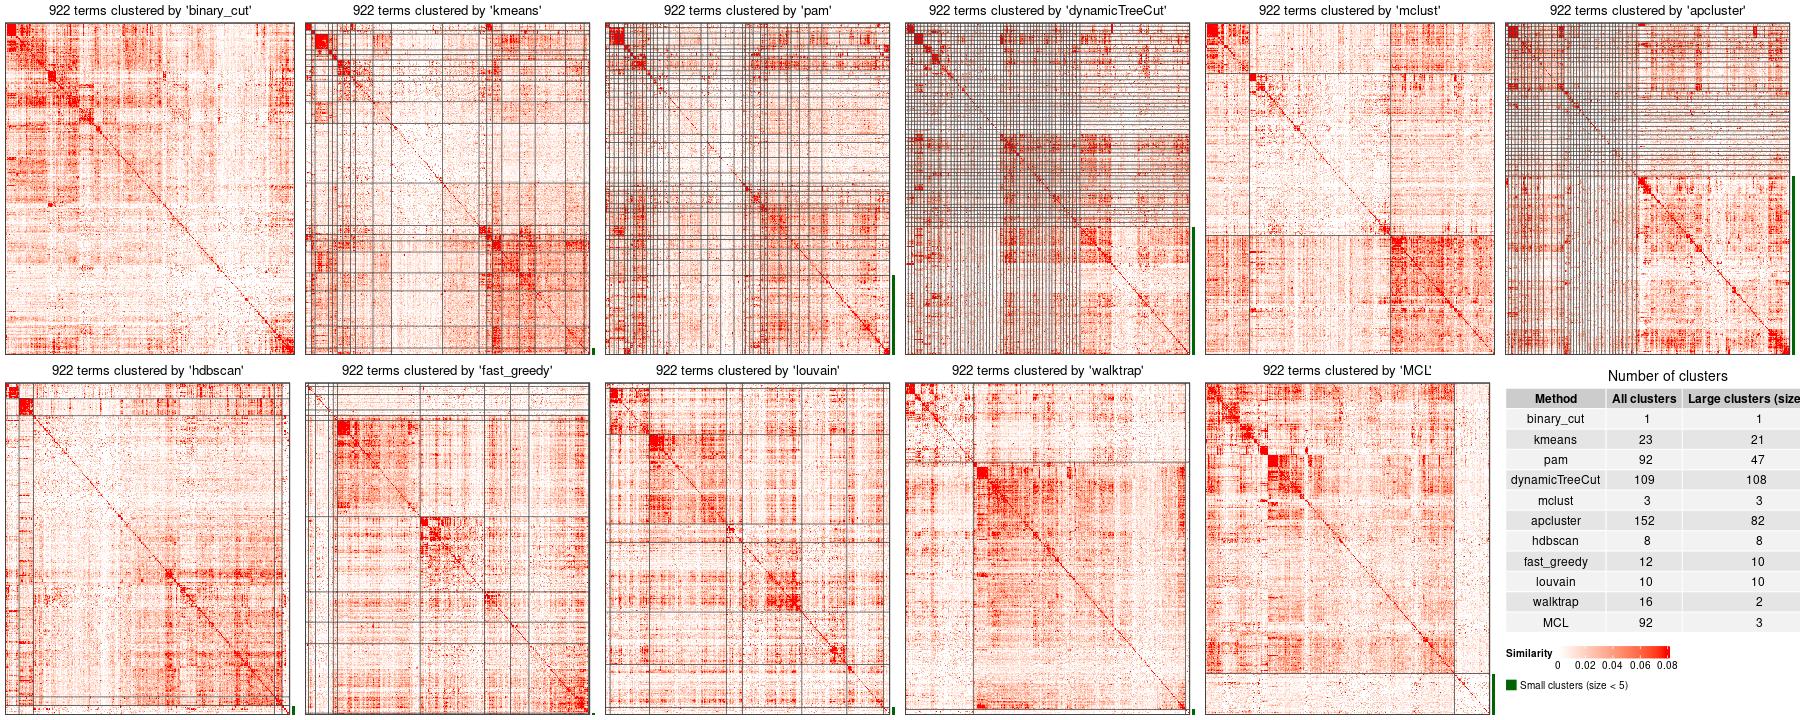 922 terms clustered by 'binary_cut'
922 terms clustered by 'kmeans'
922 terms clustered by 'pam'
922 terms clustered by 'dynamicTreeCut'
922 terms clustered by 'mclust'
922 terms clustered by 'apcluster'
922 terms clustered by 'hdbscan'
922 terms clustered by 'fast_greedy'
922 terms clustered by 'louvain'
922 terms clustered by 'walktrap'
922 terms clustered by 'MCL'
Number of clusters
Method All clusters Large clusters (size
binary_cut 1 1
kmeans 23 21
pam 92 47
dynamicTreeCut 109 108
mclust 3 3
apcluster 152 82
hdbscan 8 8
fast_greedy 12 10
louvain 10 10
walktrap 16 2
MCL 92 3
Similarity
0 0.02 0.04 0.06 0.08
Small clusters (size < 5)